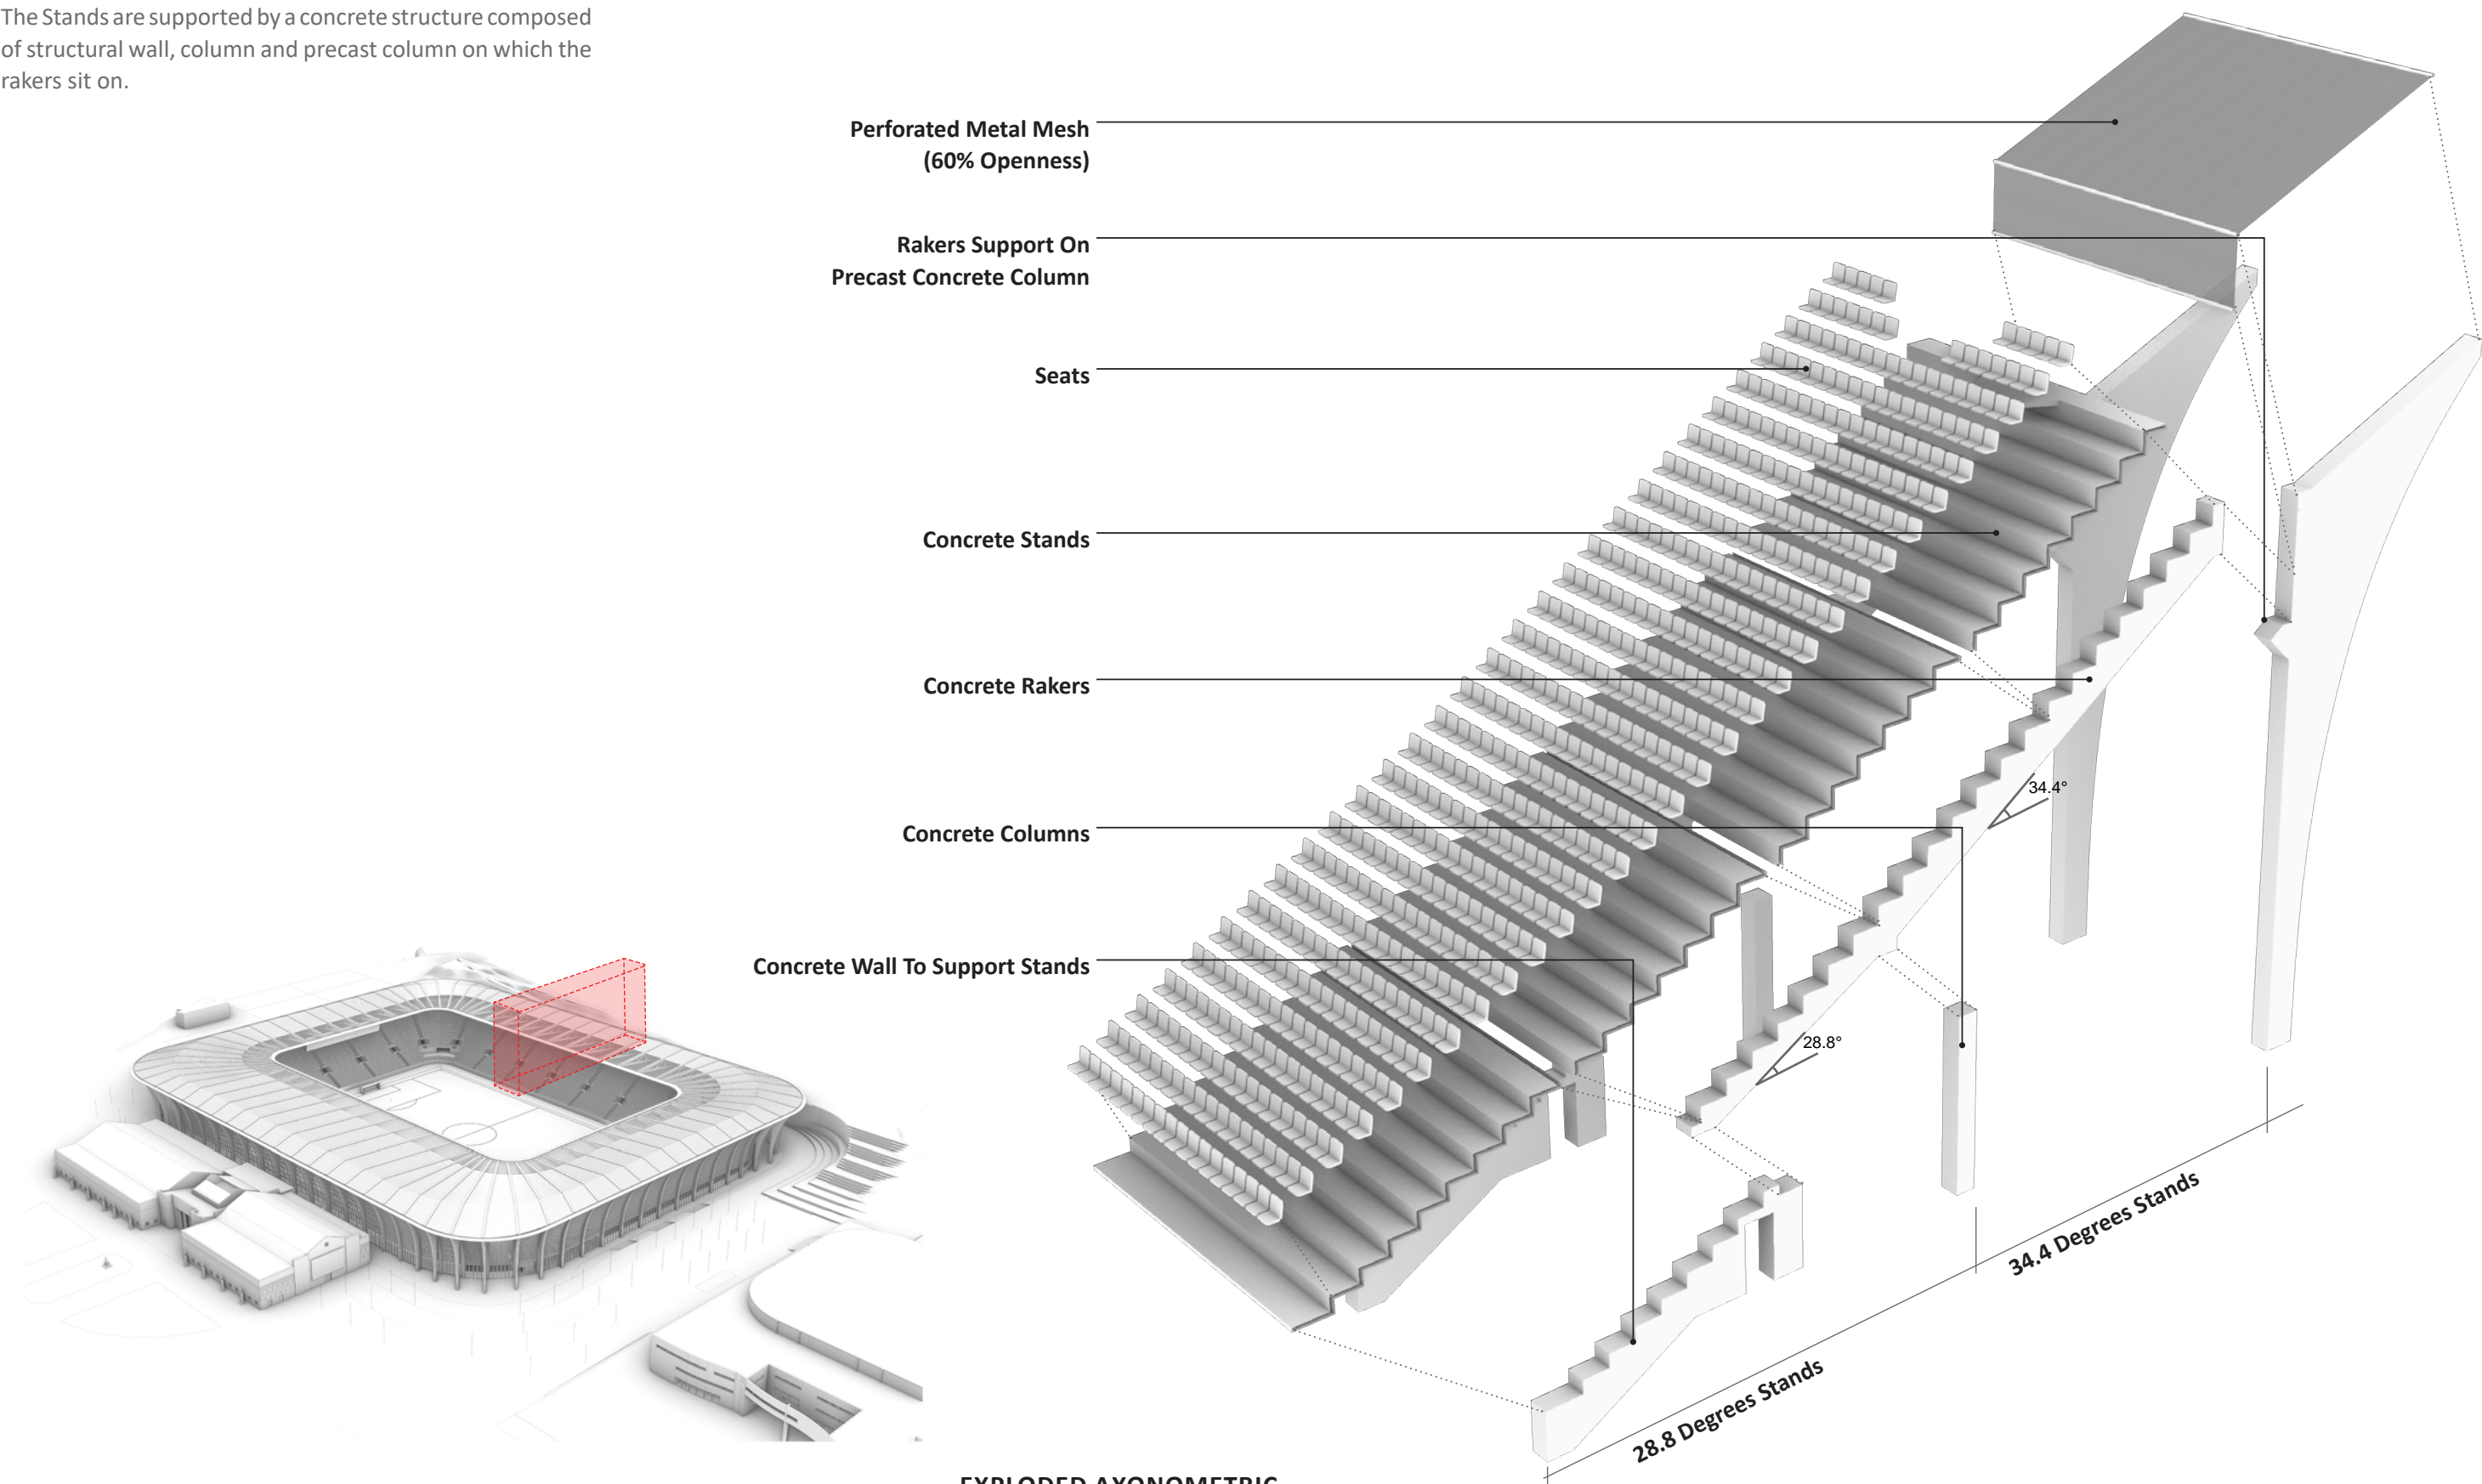 The Stands are supported by a concrete structure composed
of structural wall, column and precast column on which the
rakers sit on.
Perforated Metal Mesh
(60% Openness)
Rakers Support On
Precast Concrete Column
Seats
Concrete Stands
Concrete Rakers
34.4°
Concrete Columns
Concrete Wall To Support Stands
28.8°
34.4 Degrees Stands
28.8 Degrees Stands
EXPLODED AXONOMETRIC